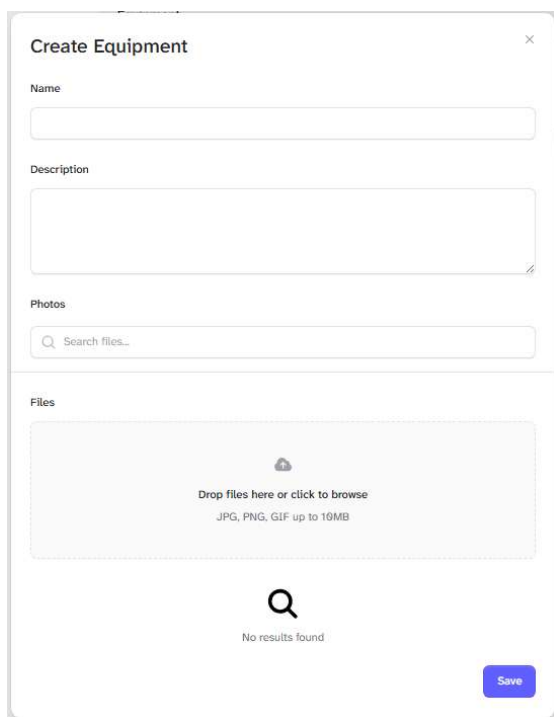 Create Equipment
Name
Description
Photos
Search files...
Files
Drop files here or click to browse
JPG, PNG, GIF up to 10MB
No results found
Save